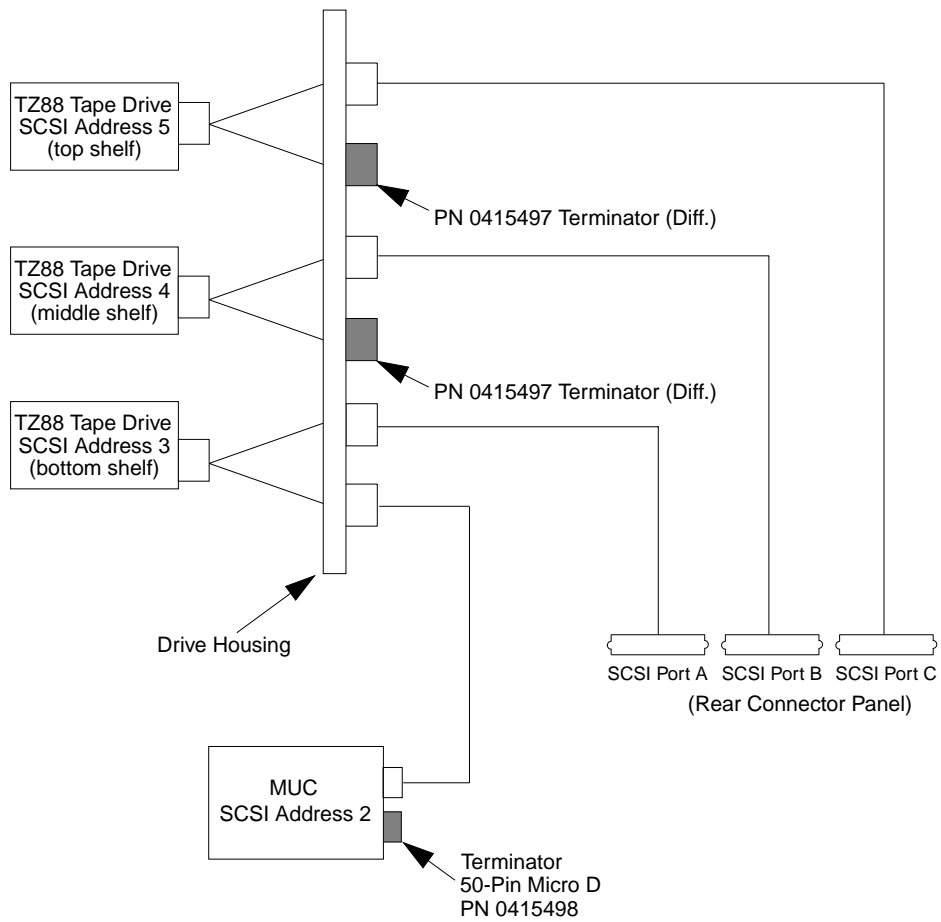 TZ88 Tape Drive
SCSI Address 5
(top shelf)
PN 0415497 Terminator (Diff.)
TZ88 Tape Drive
SCSI Address 4
(middle shelf)
PN 0415497 Terminator (Diff.)
TZ88 Tape Drive
SCSI Address 3
(bottom shelf)
Drive Housing
SCSI Port A
SCSI Port B
SCSI Port C
(Rear Connector Panel)
MUC
SCSI Address 2
Terminator
50-Pin Micro D
PN 0415498